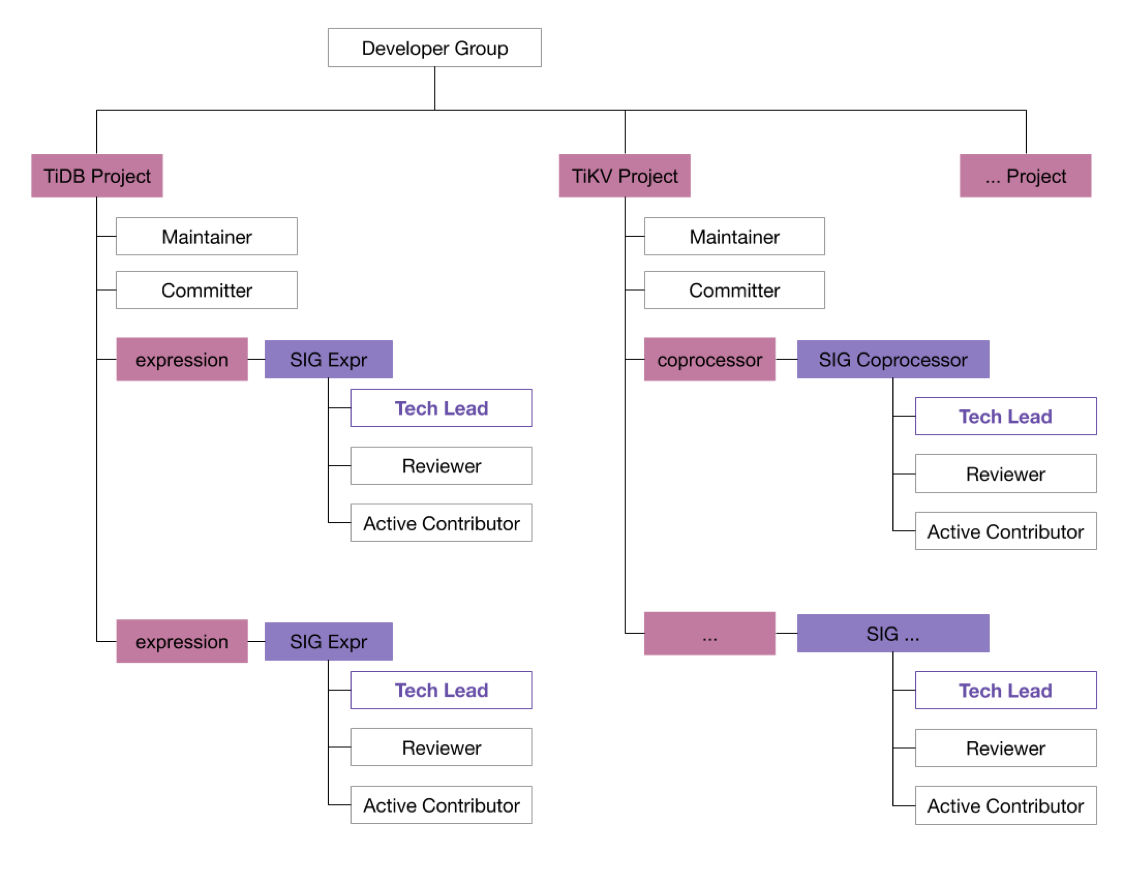 Developer Group
TiDB Project
TiKV Project
... Project
Maintainer
Committer
expression
SIG Expr
Tech Lead
Reviewer
Active Contributor
expression
SIG Expr
Tech Lead
Reviewer
Active Contributor
Maintainer
Committer
coprocessor
SIG Coprocessor
Tech Lead
Reviewer
Active Contributor
...
SIG ...
Tech Lead
Reviewer
Active Contributor